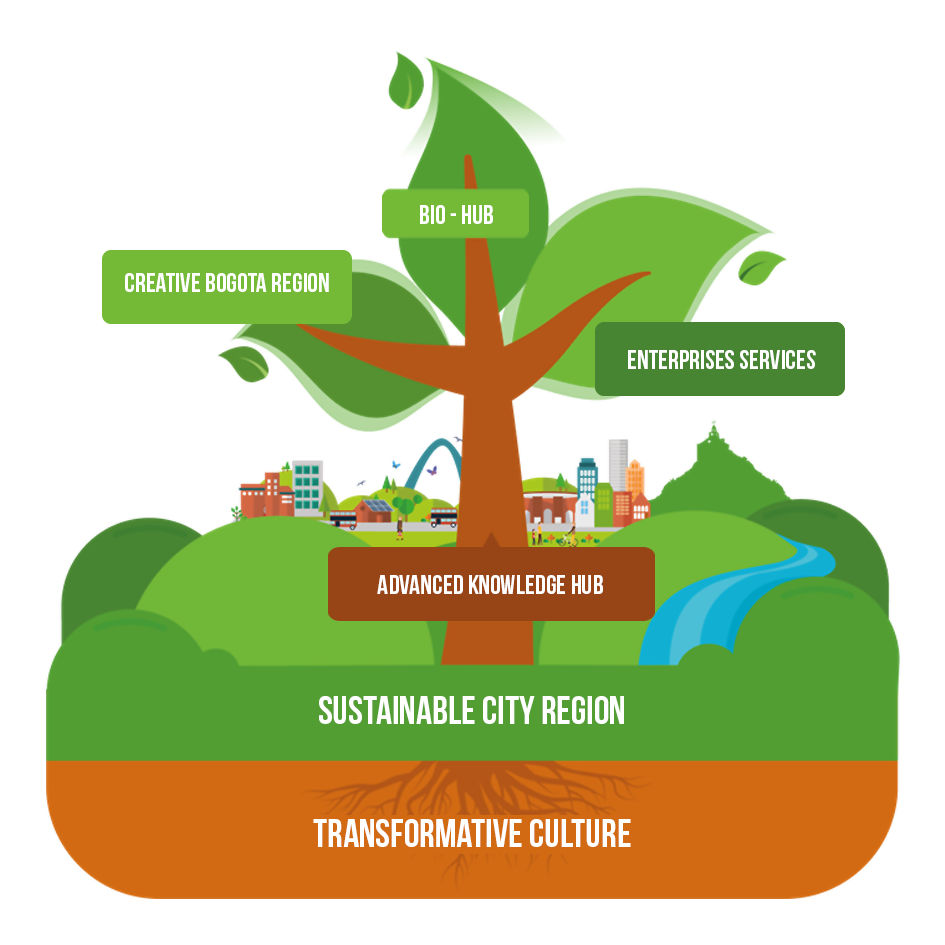 BIO - HUB
CREATIVE BOGOTA REGION
ENTERPRISES SERVICES
ADVANCED KNOWLEDGE HUB
SUSTAINABLE CITY REGION
TRANSFORMATIVE CULTURE